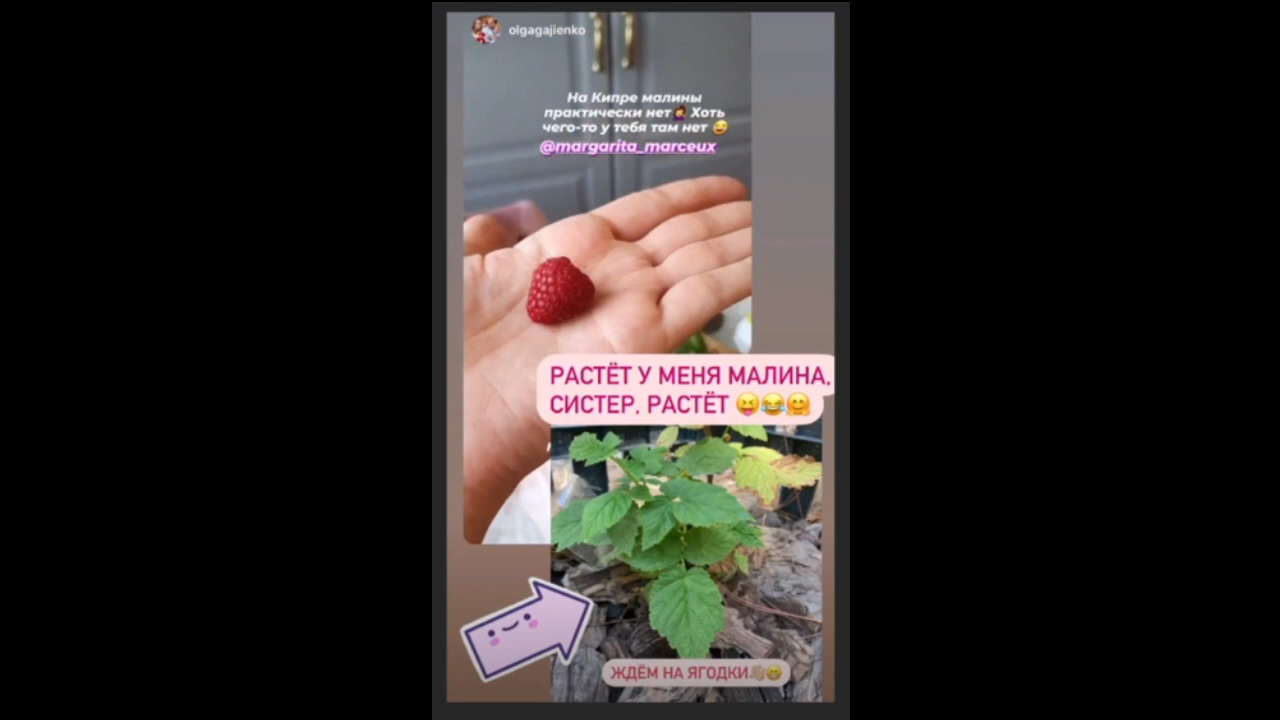 olgagajienko
На Кипре малины
практически нет🤦‍♀️ Хоть
чего-то у тебя там нет 😅
@margarita_marceux
РАСТЁТ У МЕНЯ МАЛИНА,
СИСТЕР, РАСТЁТ 😝😂🤗
ЖДЁМ НА ЯГОДКИ👏🏼😁